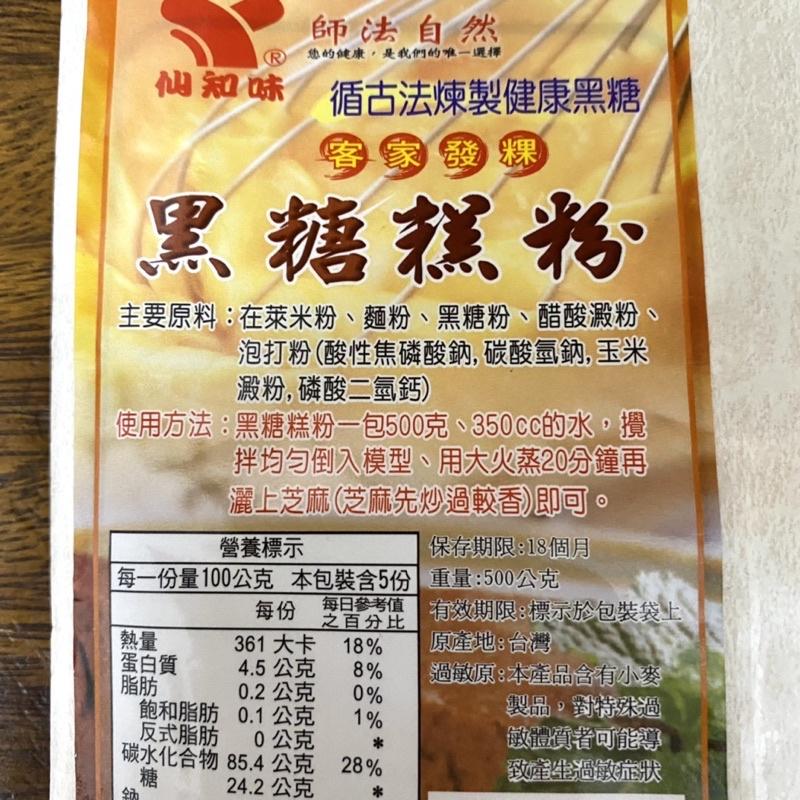 仙知味®
師法自然
您的健康，是我們的唯一選擇
循古法煉製健康黑糖
客家發粿
黑糖糕粉
主要原料：在萊米粉、麵粉、黑糖粉、醋酸澱粉、
泡打粉(酸性焦磷酸鈉,碳酸氫鈉,玉米
澱粉,磷酸二氫鈣)
使用方法：黑糖糕粉一包500克、350cc的水，攪
拌均勻倒入模型、用大火蒸20分鐘再
灑上芝麻(芝麻先炒過較香)即可。
營養標示
每一份量100公克 本包裝含5份
每份 每日參考值
之百分比
熱量 361 大卡 18%
蛋白質 4.5 公克 8%
脂肪 0.2 公克 0%
飽和脂肪 0.1 公克 1%
反式脂肪 0 公克 *
碳水化合物 85.4 公克 28%
糖 24.2 公克 *
鈉
保存期限:18個月
重量:500公克
有效期限:標示於包裝袋上
原產地:台灣
過敏原:本產品含有小麥
製品，對特殊過
敏體質者可能導
致產生過敏症狀